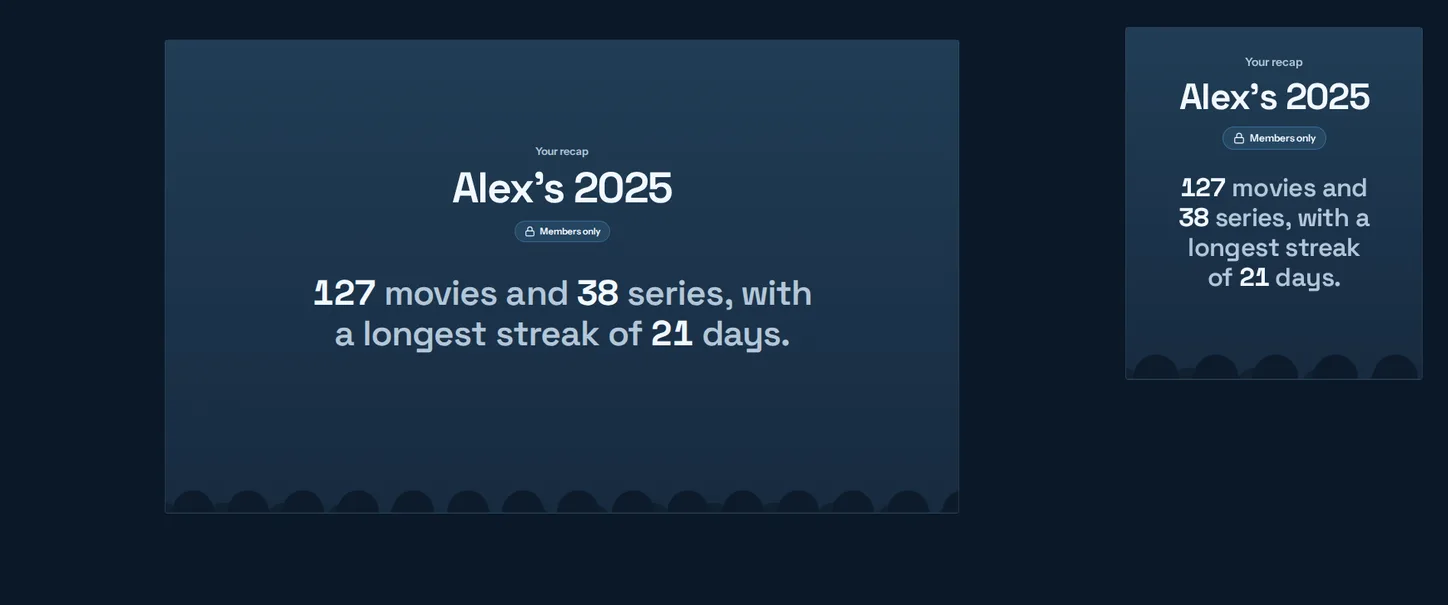 Your recap
Alex’s 2025
Members only
127 movies and 38 series, with
a longest streak of 21 days.
Your recap
Alex’s 2025
Members only
127 movies and
38 series, with a
longest streak
of 21 days.